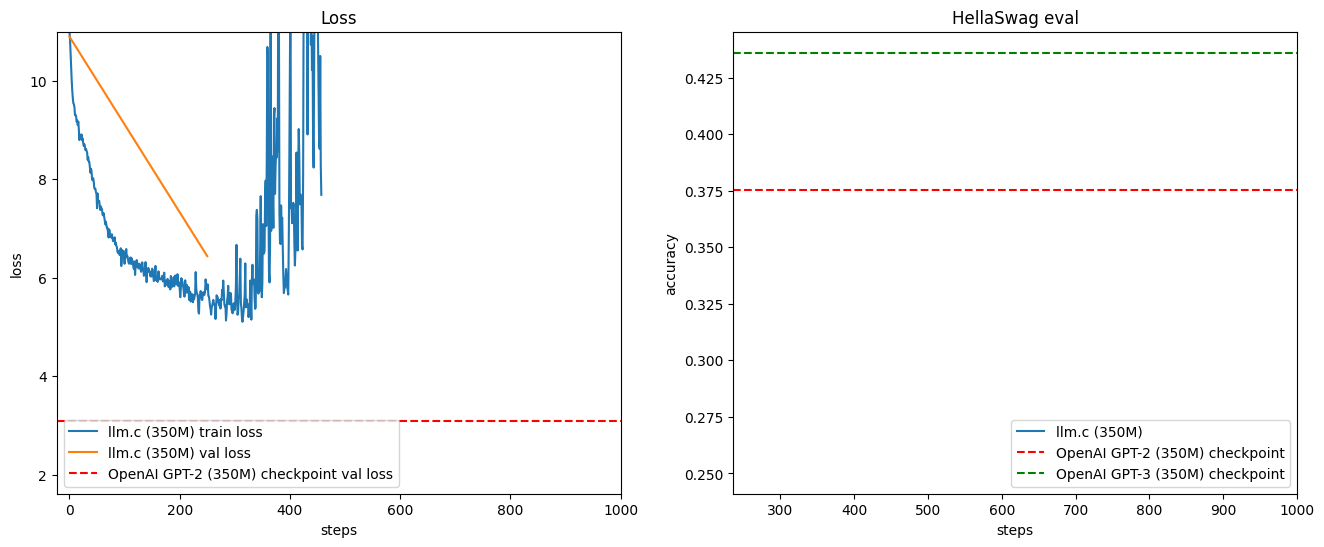 Loss
10
8
6
4
2
loss
0
200
400
600
800
1000
steps
llm.c (350M) train loss
llm.c (350M) val loss
OpenAI GPT-2 (350M) checkpoint val loss
HellaSwag eval
0.425
0.400
0.375
0.350
0.325
0.300
0.275
0.250
accuracy
300
400
500
600
700
800
900
1000
steps
llm.c (350M)
OpenAI GPT-2 (350M) checkpoint
OpenAI GPT-3 (350M) checkpoint